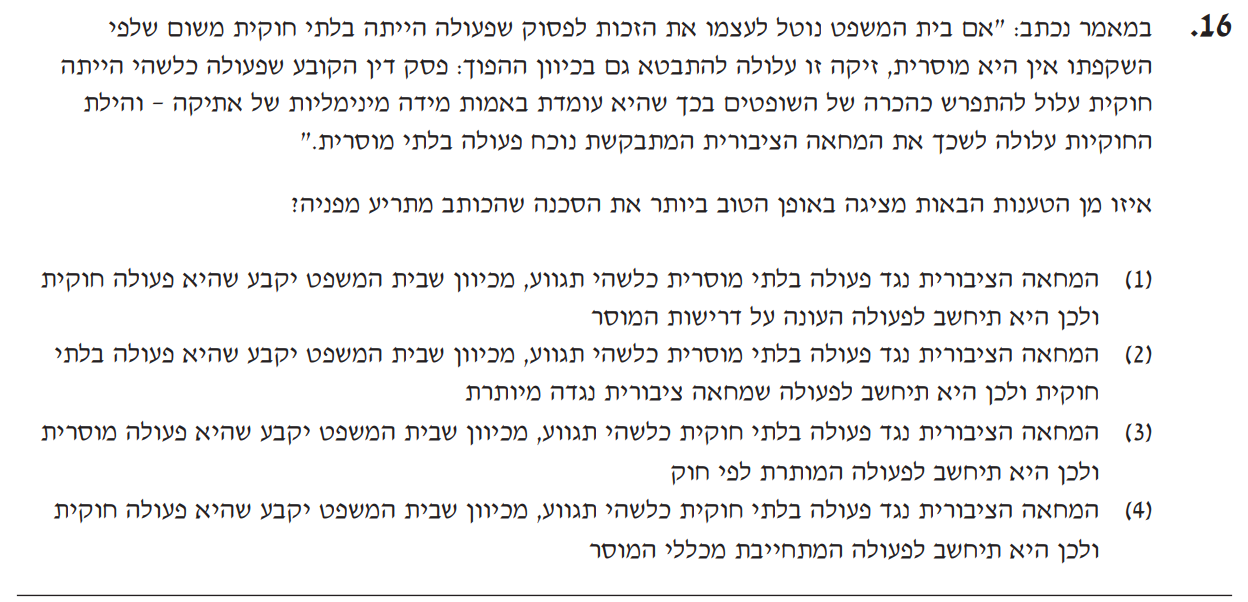 16. במאמר נכתב: "אם בית המשפט נוטל לעצמו את הזכות לפסוק שפעולה הייתה בלתי חוקית משום שלפי
השקפתו אין היא מוסרית, זיקה זו עלולה להתבטא גם בכיוון ההפוך: פסק דין הקובע שפעולה כלשהי הייתה
חוקית עלול להתפרש כהכרה של השופטים בכך שהיא עומדת באמות מידה מינימליות של אתיקה – והילת
החוקיות עלולה לשכך את המחאה הציבורית המתבקשת נוכח פעולה בלתי מוסרית."
איזו מן הטענות הבאות מציגה באופן הטוב ביותר את הסכנה שהכותב מתריע מפניה?
(1) המחאה הציבורית נגד פעולה בלתי מוסרית כלשהי תגווע, מכיוון שבית המשפט יקבע שהיא פעולה חוקית
ולכן היא תיחשב לפעולה העונה על דרישות המוסר
(2) המחאה הציבורית נגד פעולה בלתי מוסרית כלשהי תגווע, מכיוון שבית המשפט יקבע שהיא פעולה בלתי
חוקית ולכן היא תיחשב לפעולה שמחאה ציבורית נגדה מיותרת
(3) המחאה הציבורית נגד פעולה בלתי חוקית כלשהי תגווע, מכיוון שבית המשפט יקבע שהיא פעולה מוסרית
ולכן היא תיחשב לפעולה המותרת לפי חוק
(4) המחאה הציבורית נגד פעולה בלתי חוקית כלשהי תגווע, מכיוון שבית המשפט יקבע שהיא פעולה חוקית
ולכן היא תיחשב לפעולה המתחייבת מכללי המוסר